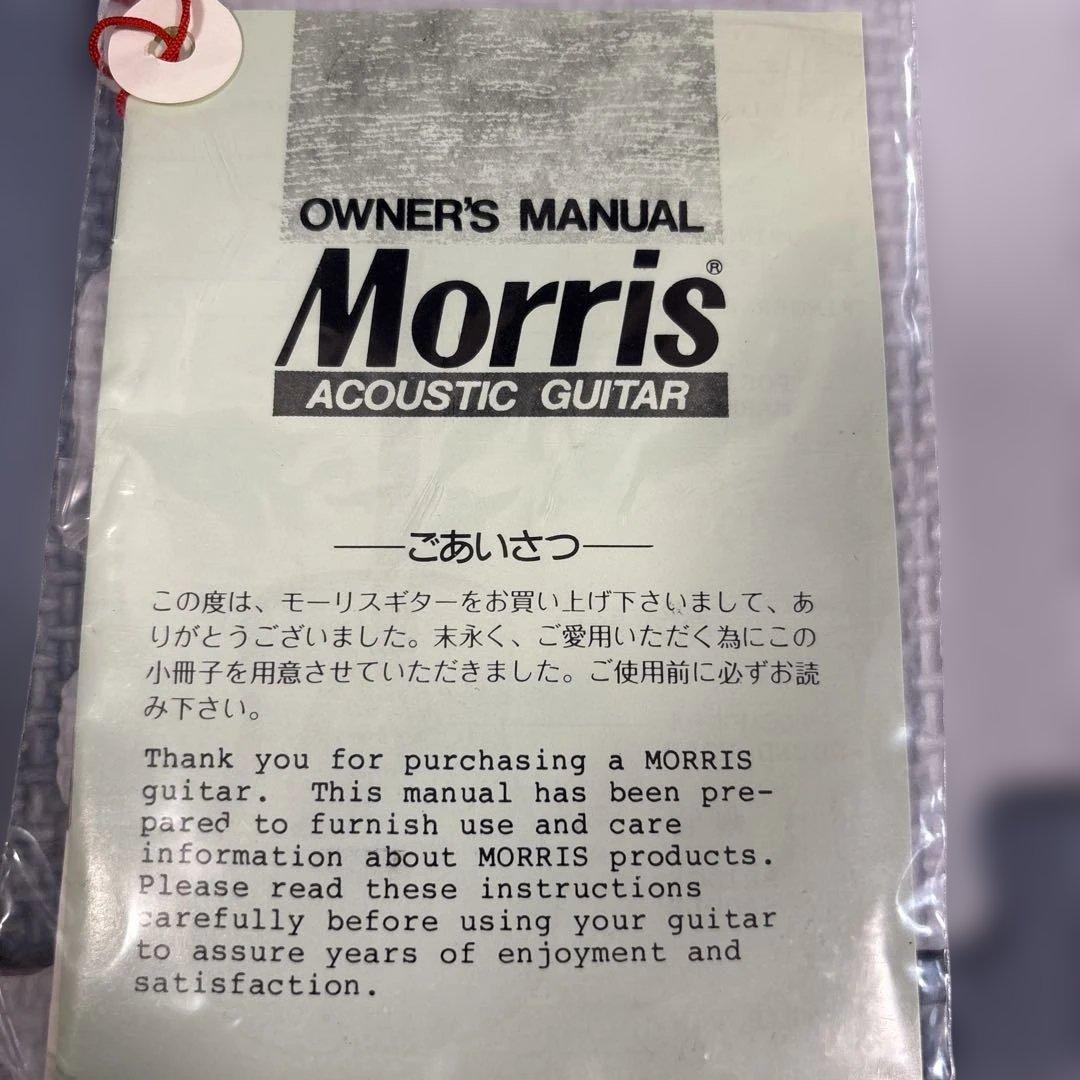 OWNER'S MANUAL
Morris®
ACOUSTIC GUITAR
ごあいさつ
この度は、モーリスギターをお買い上げ下さいまして、あ
りがとうございました。末永く、ご愛用いただく為にこの
小冊子を用意させていただきました。ご使用前に必ずお読
み下さい。
Thank you for purchasing a MORRIS
guitar. This manual has been pre-
pared to furnish use and care
information about MORRIS products.
Please read these instructions
carefully before using your guitar
to assure years of enjoyment and
satisfaction.